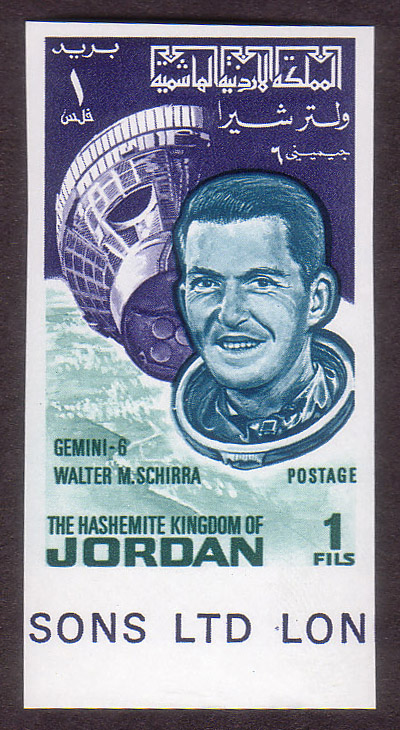 بريد
المملكة الاردنية الهاشمية
١
فلس
ولتر شيرا
جيميني ٦
GEMINI-6
WALTER M. SCHIRRA
POSTAGE
THE HASHEMITE KINGDOM OF
JORDAN
1
FILS
SONS LTD LON